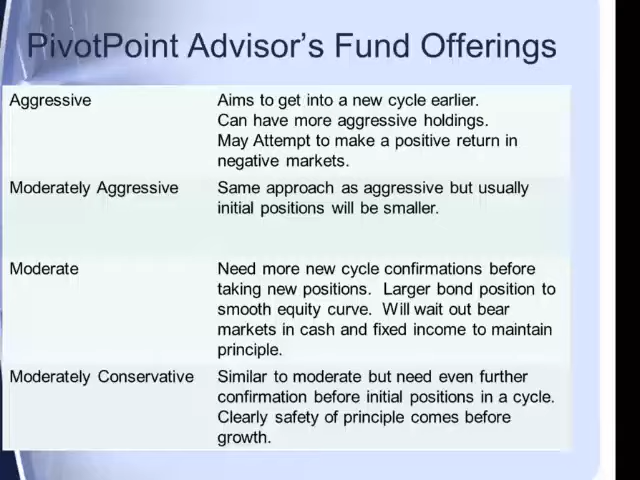 PivotPoint Advisor's Fund Offerings
Aggressive
Aims to get into a new cycle earlier.
Can have more aggressive holdings.
May Attempt to make a positive return in
negative markets.
Moderately Aggressive
Same approach as aggressive but usually
initial positions will be smaller.
Moderate
Need more new cycle confirmations before
taking new positions. Larger bond position to
smooth equity curve. Will wait out bear
markets in cash and fixed income to maintain
principle.
Moderately Conservative
Similar to moderate but need even further
confirmation before initial positions in a cycle.
Clearly safety of principle comes before
growth.